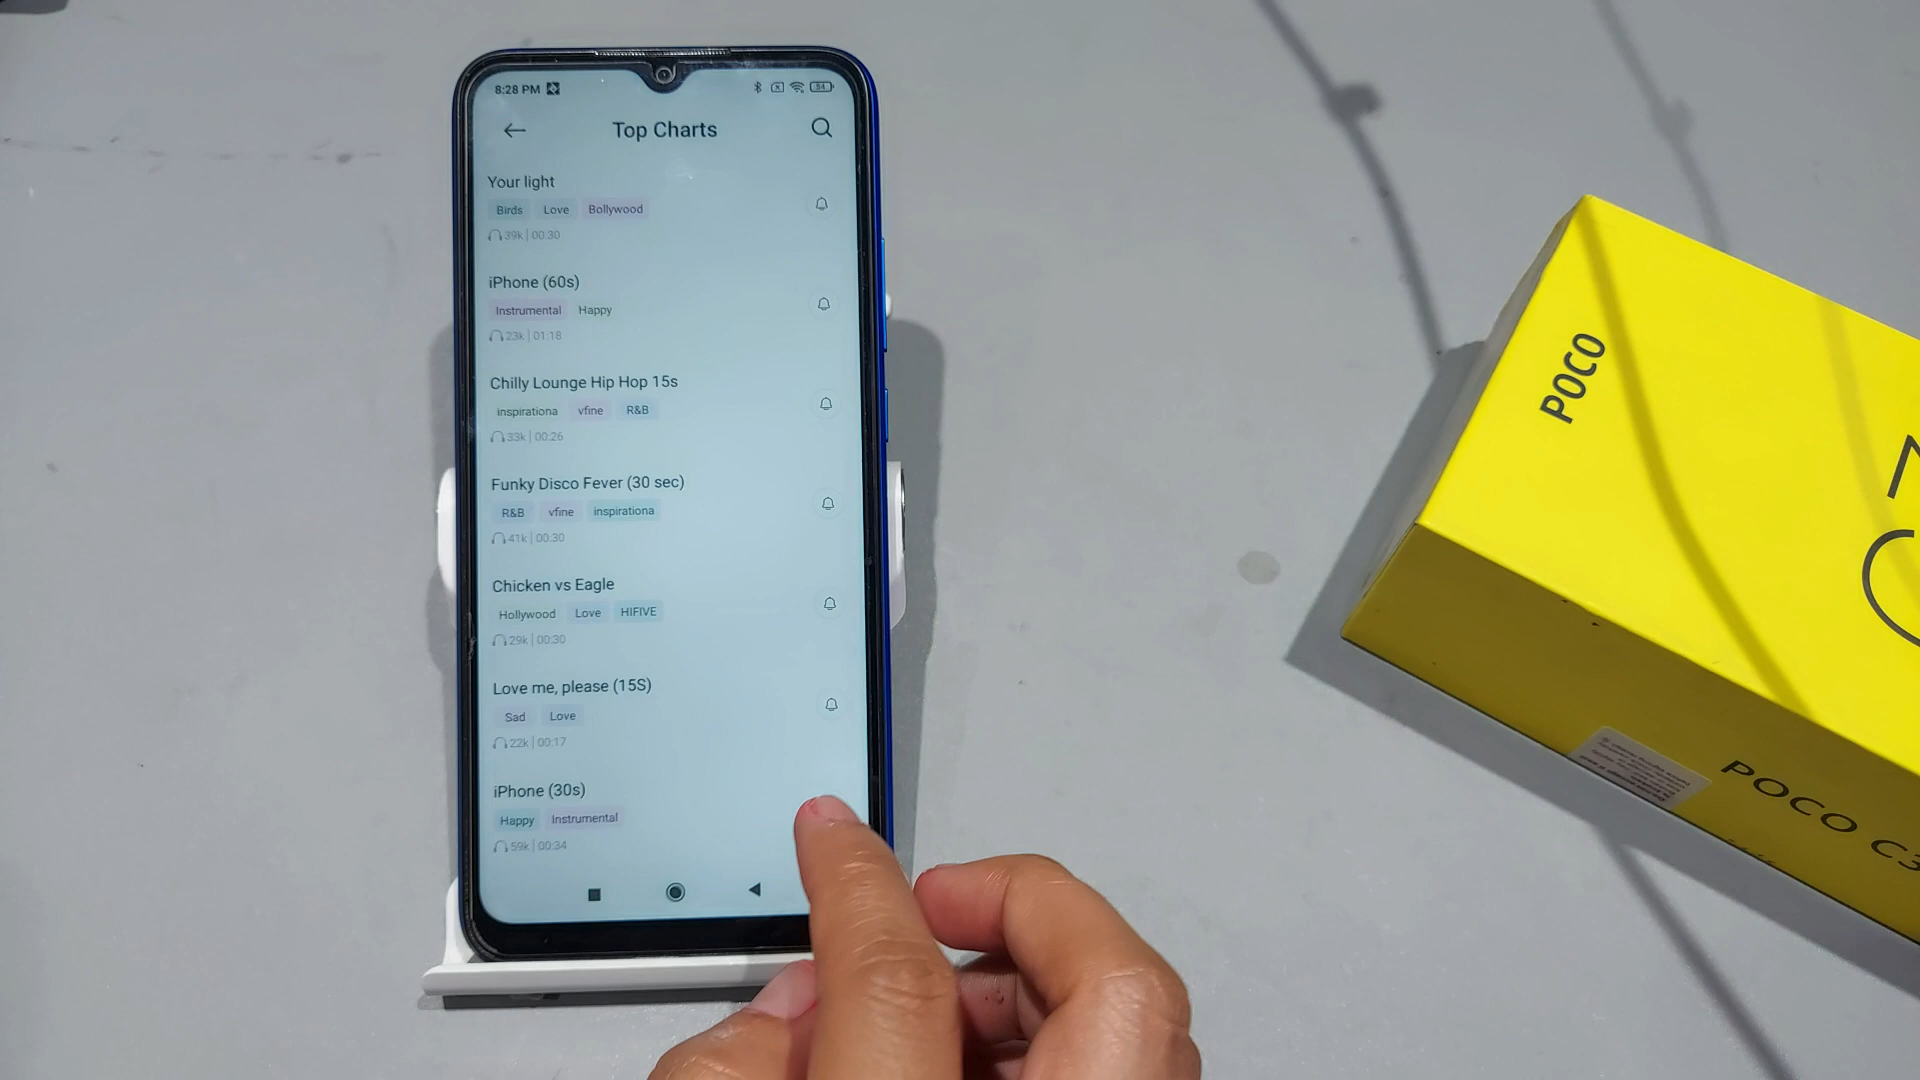 8:28 PM
54
Top Charts
Your light
Birds Love Bollywood
39k | 00:30
iPhone (60s)
Instrumental Happy
23k | 01:18
Chilly Lounge Hip Hop 15s
inspirationa vfine R&B
33k | 00:26
Funky Disco Fever (30 sec)
R&B vfine inspirationa
41k | 00:30
Chicken vs Eagle
Hollywood Love HIFIVE
29k | 00:30
Love me, please (15S)
Sad Love
22k | 00:17
iPhone (30s)
Happy Instrumental
59k | 00:34
POCO
POCO C3